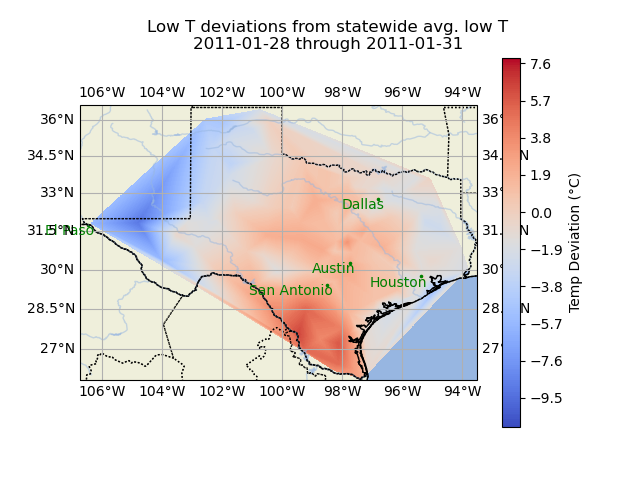 Low T deviations from statewide avg. low T
2011-01-28 through 2011-01-31
106°W 104°W 102°W 100°W 98°W 96°W 94°W
36°N 36°
34.5°N 34. N
33°N 33°
31.5°N 31. N
30°N 30°
28.5°N 28. N
27°N 27°
106°W 104°W 102°W 100°W 98°W 96°W 94°W
El Paso
Dallas
Austin
Houston
San Antonio
7.6
5.7
3.8
1.9
0.0
−1.9
−3.8
−5.7
−7.6
−9.5
Temp Deviation (°C)